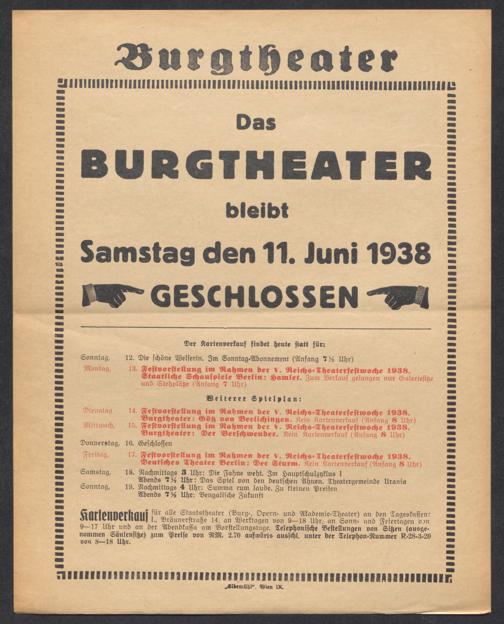 Burgtheater
Das
BURGTHEATER
bleibt
Samstag den 11. Juni 1938
GESCHLOSSEN
Der Kartenverkauf findet heute statt für:
Sonntag, 12. Die schöne Welserin. Im Sonntag-Abonnement (Anfang 7½ Uhr)
Montag, 13. Festvorstellung im Rahmen der V. Reichs-Theaterfestwoche 1938.
Staatliche Schauspiele Berlin: Hamlet. Zum Verkauf gelangen nur Galeriesitze
und Stehplätze (Anfang 7 Uhr)
Weiterer Spielplan:
Dienstag 14. Festvorstellung im Rahmen der V. Reichs-Theaterfestwoche 1938.
Burgtheater: Götz von Berlichingen. Kein Kartenverkauf (Anfang 8 Uhr)
Mittwoch, 15. Festvorstellung im Rahmen der V. Reichs-Theaterfestwoche 1938.
Burgtheater: Der Verschwender. Kein Kartenverkauf (Anfang 8 Uhr)
Donnerstag, 16. Geschlossen
Freitag, 17. Festvorstellung im Rahmen der V. Reichs-Theaterfestwoche 1938.
Deutsches Theater Berlin: Der Sturm. Kein Kartenverkauf (Anfang 8 Uhr)
Samstag, 18. Nachmittags 3 Uhr: Die Fahne weht. Im Hauptschulzyklus I
Abends 7½ Uhr: Das Spiel von den deutschen Ahnen. Theatergemeinde Urania
Sonntag, 19. Nachmittags 4 Uhr: Summa cum laude. Zu kleinen Preisen
Abends 7½ Uhr: Bengalische Zukunft
Kartenverkauf für alle Staatstheater (Burg-, Opern- und Akademie-Theater) an den Tageskassen:
I., Bräunerstraße 14, an Werktagen von 9—18 Uhr, an Sonn- und Feiertagen von
9—17 Uhr und an der Abendkassa am Vorstellungstage. Telephonische Bestellungen von Sitzen (ausge-
nommen Säulensitze) zum Preise von RM. 2.70 aufwärts ausschl. unter der Telephon-Nummer R-28-3-20
von 8—18 Uhr.
„Elbemühl“, Wien IX.